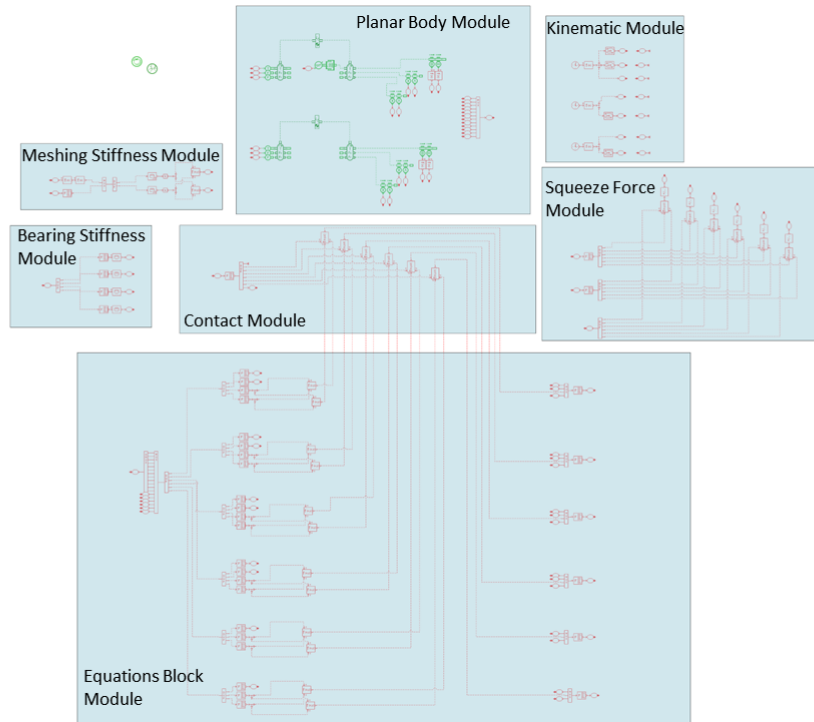 Planar Body Module
Kinematic Module
Meshing Stiffness Module
Squeeze Force
Module
Bearing Stiffness
Module
Contact Module
Equations Block
Module